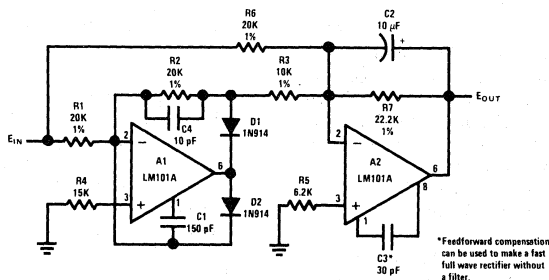 C2
10 μF
+
R6
20K
1%
R2
20K
1%
R3
10K
1%
R7
22.2K
1%
EOUT
C4
10 pF
D1
1N914
R1
20K
1%
EIN
2
−
A1
6
LM101A
3
+
1
R4
15K
C1
150 pF
D2
1N914
2
−
A2
6
LM101A
8
3
+
1
R5
6.2K
C3*
30 pF
*Feedforward compensation
can be used to make a fast
full wave rectifier without
a filter.